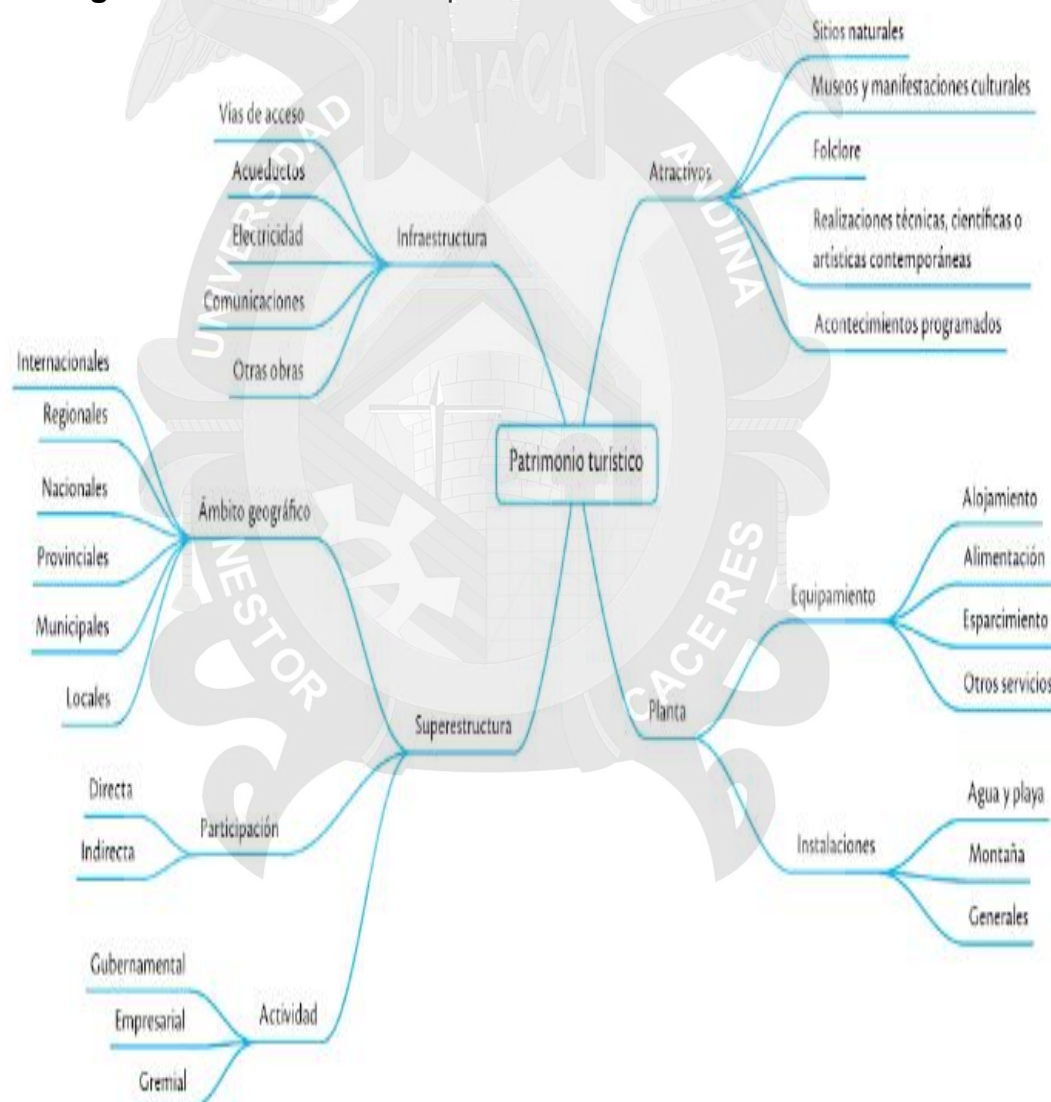 Sitios naturales
Museos y manifestaciones culturales
Folclore
Realizaciones técnicas, científicas o
artísticas contemporáneas
Acontecimientos programados
Atractivos
Vías de acceso
Acueductos
Electricidad
Comunicaciones
Otras obras
Infraestructura
Patrimonio turístico
Internacionales
Regionales
Nacionales
Provinciales
Municipales
Locales
Ámbito geográfico
Superestructura
Directa
Indirecta
Participación
Gubernamental
Empresarial
Gremial
Actividad
Planta
Equipamiento
Alojamiento
Alimentación
Esparcimiento
Otros servicios
Instalaciones
Agua y playa
Montaña
Generales
UNIVERSIDAD
ANDINA
NESTOR
CACERES
JULIACA